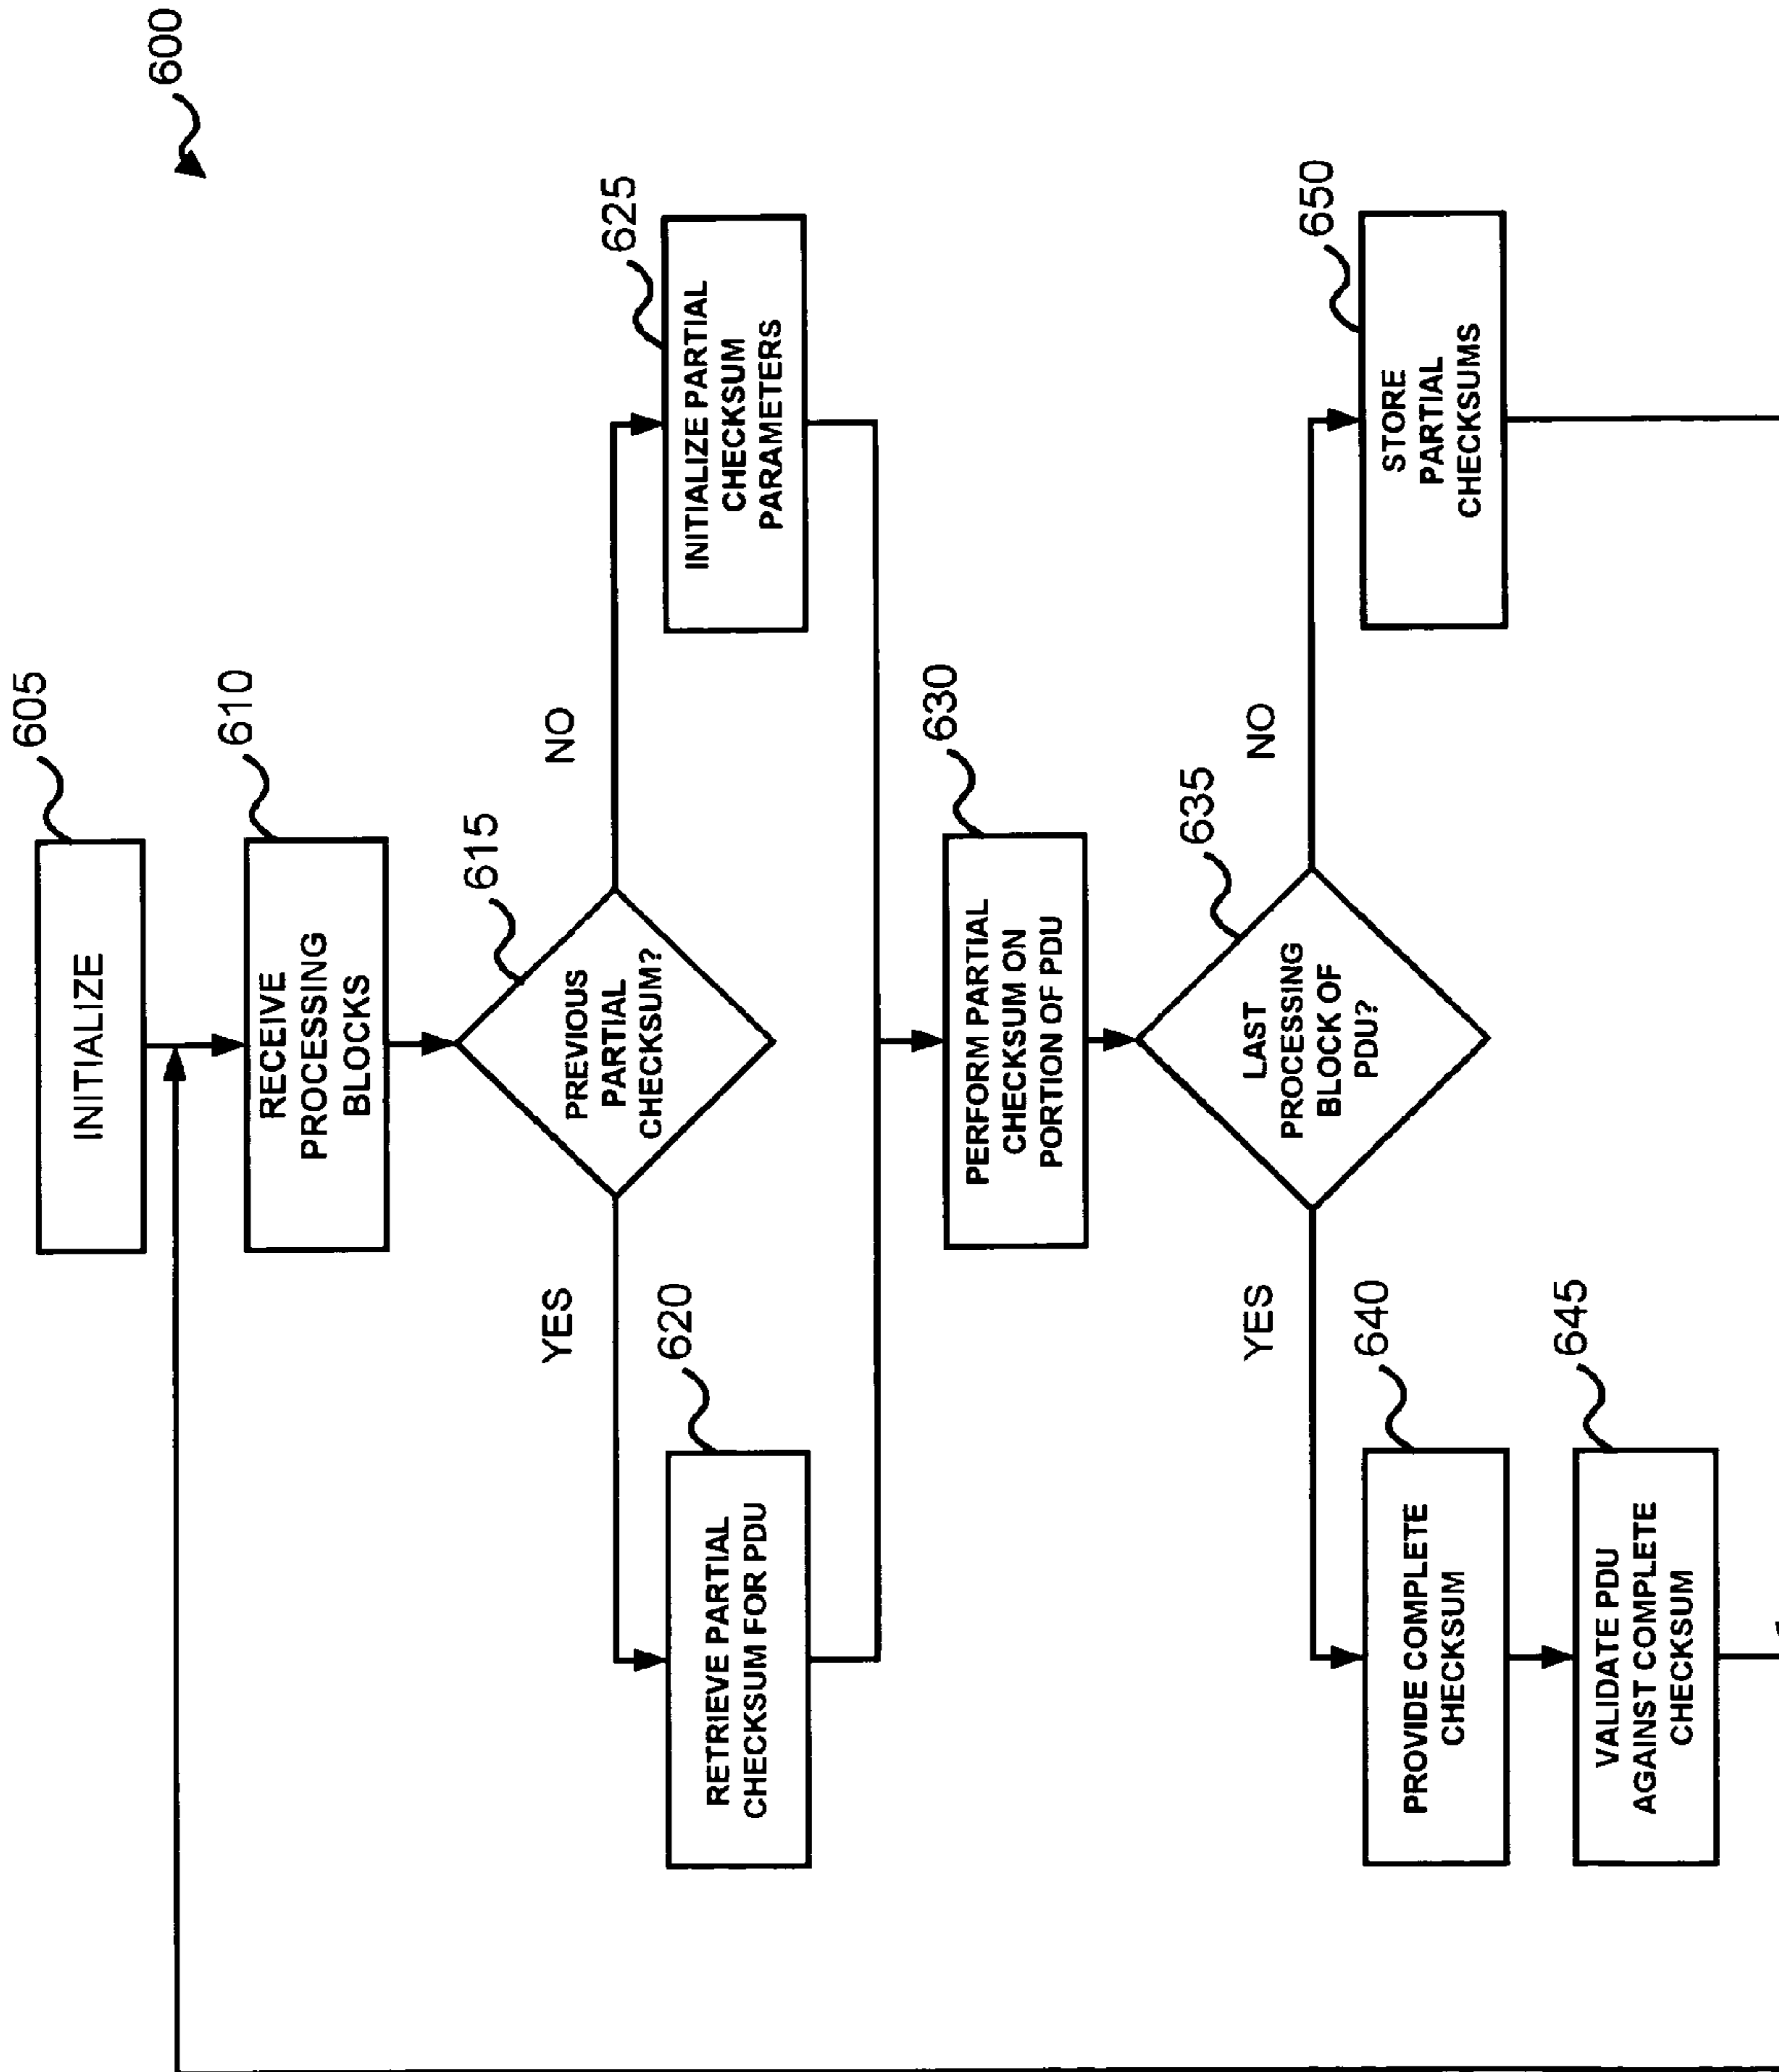 600
605
INITIALIZE
610
RECEIVE
PROCESSING
BLOCKS
615
PREVIOUS
PARTIAL
CHECKSUM?
YES
NO
620
RETRIEVE PARTIAL
CHECKSUM FOR PDU
625
INITIALIZE PARTIAL
CHECKSUM
PARAMETERS
630
PERFORM PARTIAL
CHECKSUM ON
PORTION OF PDU
635
LAST
PROCESSING
BLOCK OF
PDU?
YES
NO
640
PROVIDE COMPLETE
CHECKSUM
645
VALIDATE PDU
AGAINST COMPLETE
CHECKSUM
650
STORE
PARTIAL
CHECKSUMS